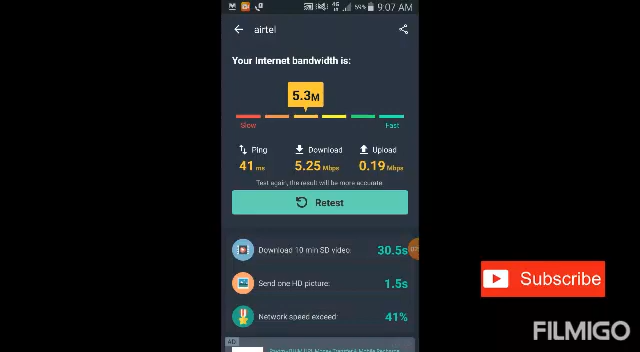 4G
59%
9:07 AM
airtel
Your Internet bandwidth is:
5.3M
Slow
Fast
Ping
Download
Upload
41 ms
5.25 Mbps
0.19 Mbps
Test again, the result will be more accurate
Retest
Download 10 min SD video:
30.5s
Send one HD picture:
1.5s
Network speed exceed:
41%
AD
Subscribe
FILMIGO